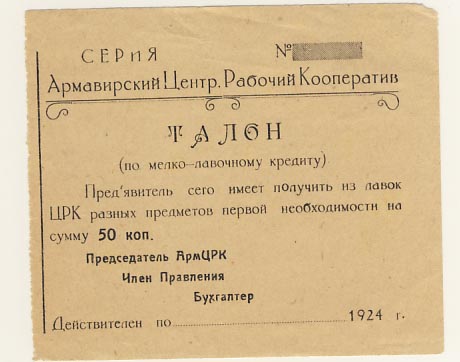 СЕРИЯ №
Армавирский Центр. Рабочий Кооператив
ТАЛОН
(по мелко-лавочному кредиту)
Пред'явитель сего имеет получить из лавок
ЦРК разных предметов первой необходимости на
сумму 50 коп.
Председатель АрмЦРК
Член Правления
Бухгалтер
Действителен по 1924 г.